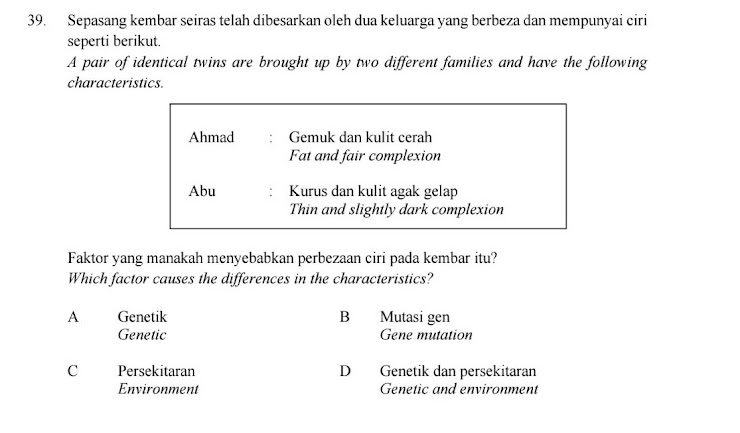 39. Sepasang kembar seiras telah dibesarkan oleh dua keluarga yang berbeza dan mempunyai ciri
seperti berikut.
A pair of identical twins are brought up by two different families and have the following
characteristics.
Ahmad : Gemuk dan kulit cerah
Fat and fair complexion
Abu : Kurus dan kulit agak gelap
Thin and slightly dark complexion
Faktor yang manakah menyebabkan perbezaan ciri pada kembar itu?
Which factor causes the differences in the characteristics?
A Genetik B Mutasi gen
Genetic Gene mutation
C Persekitaran D Genetik dan persekitaran
Environment Genetic and environment